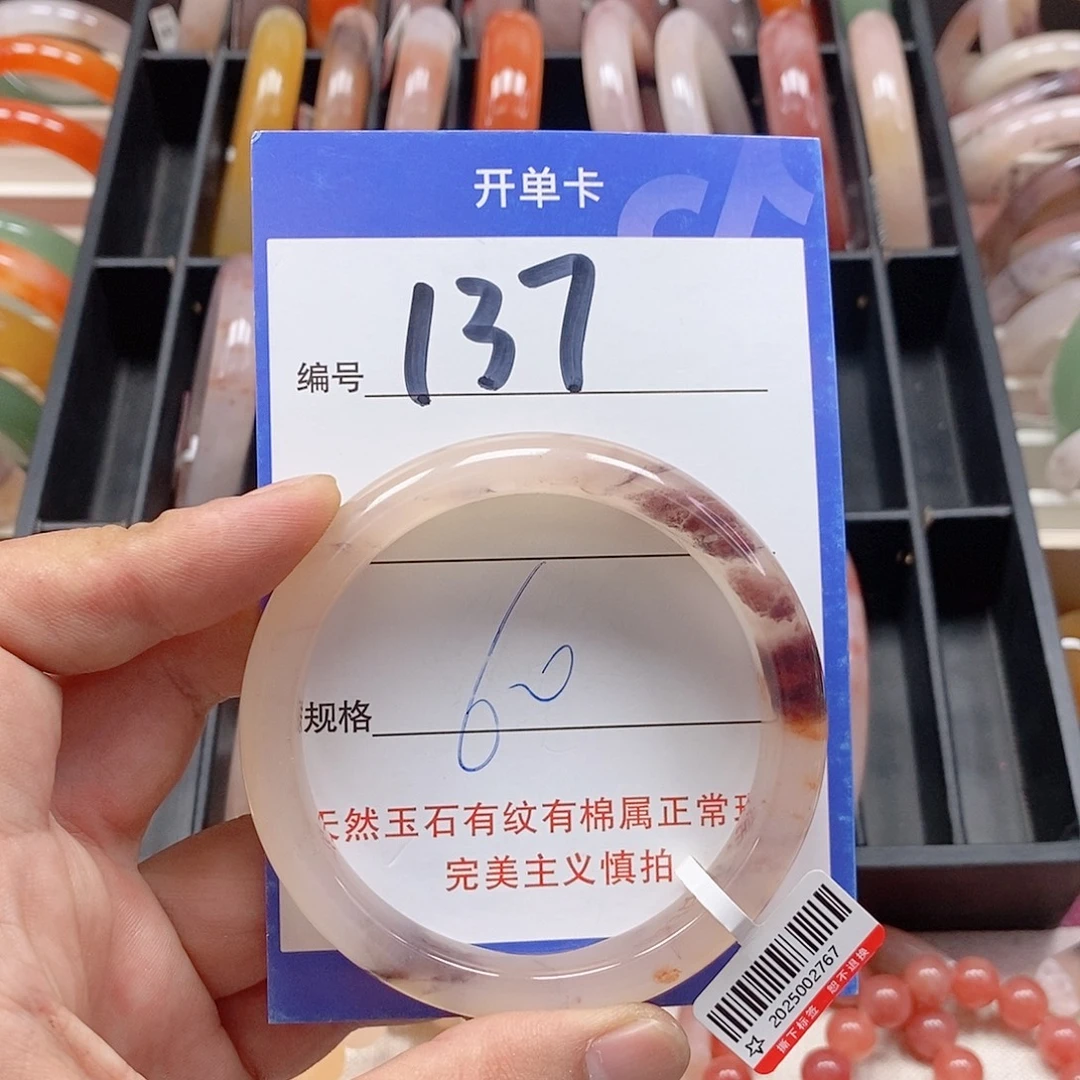 开单卡
编号 137
规格 60
天然玉石有纹有棉属正常现
完美主义慎拍
2025002767
撕下标签 恕不退换